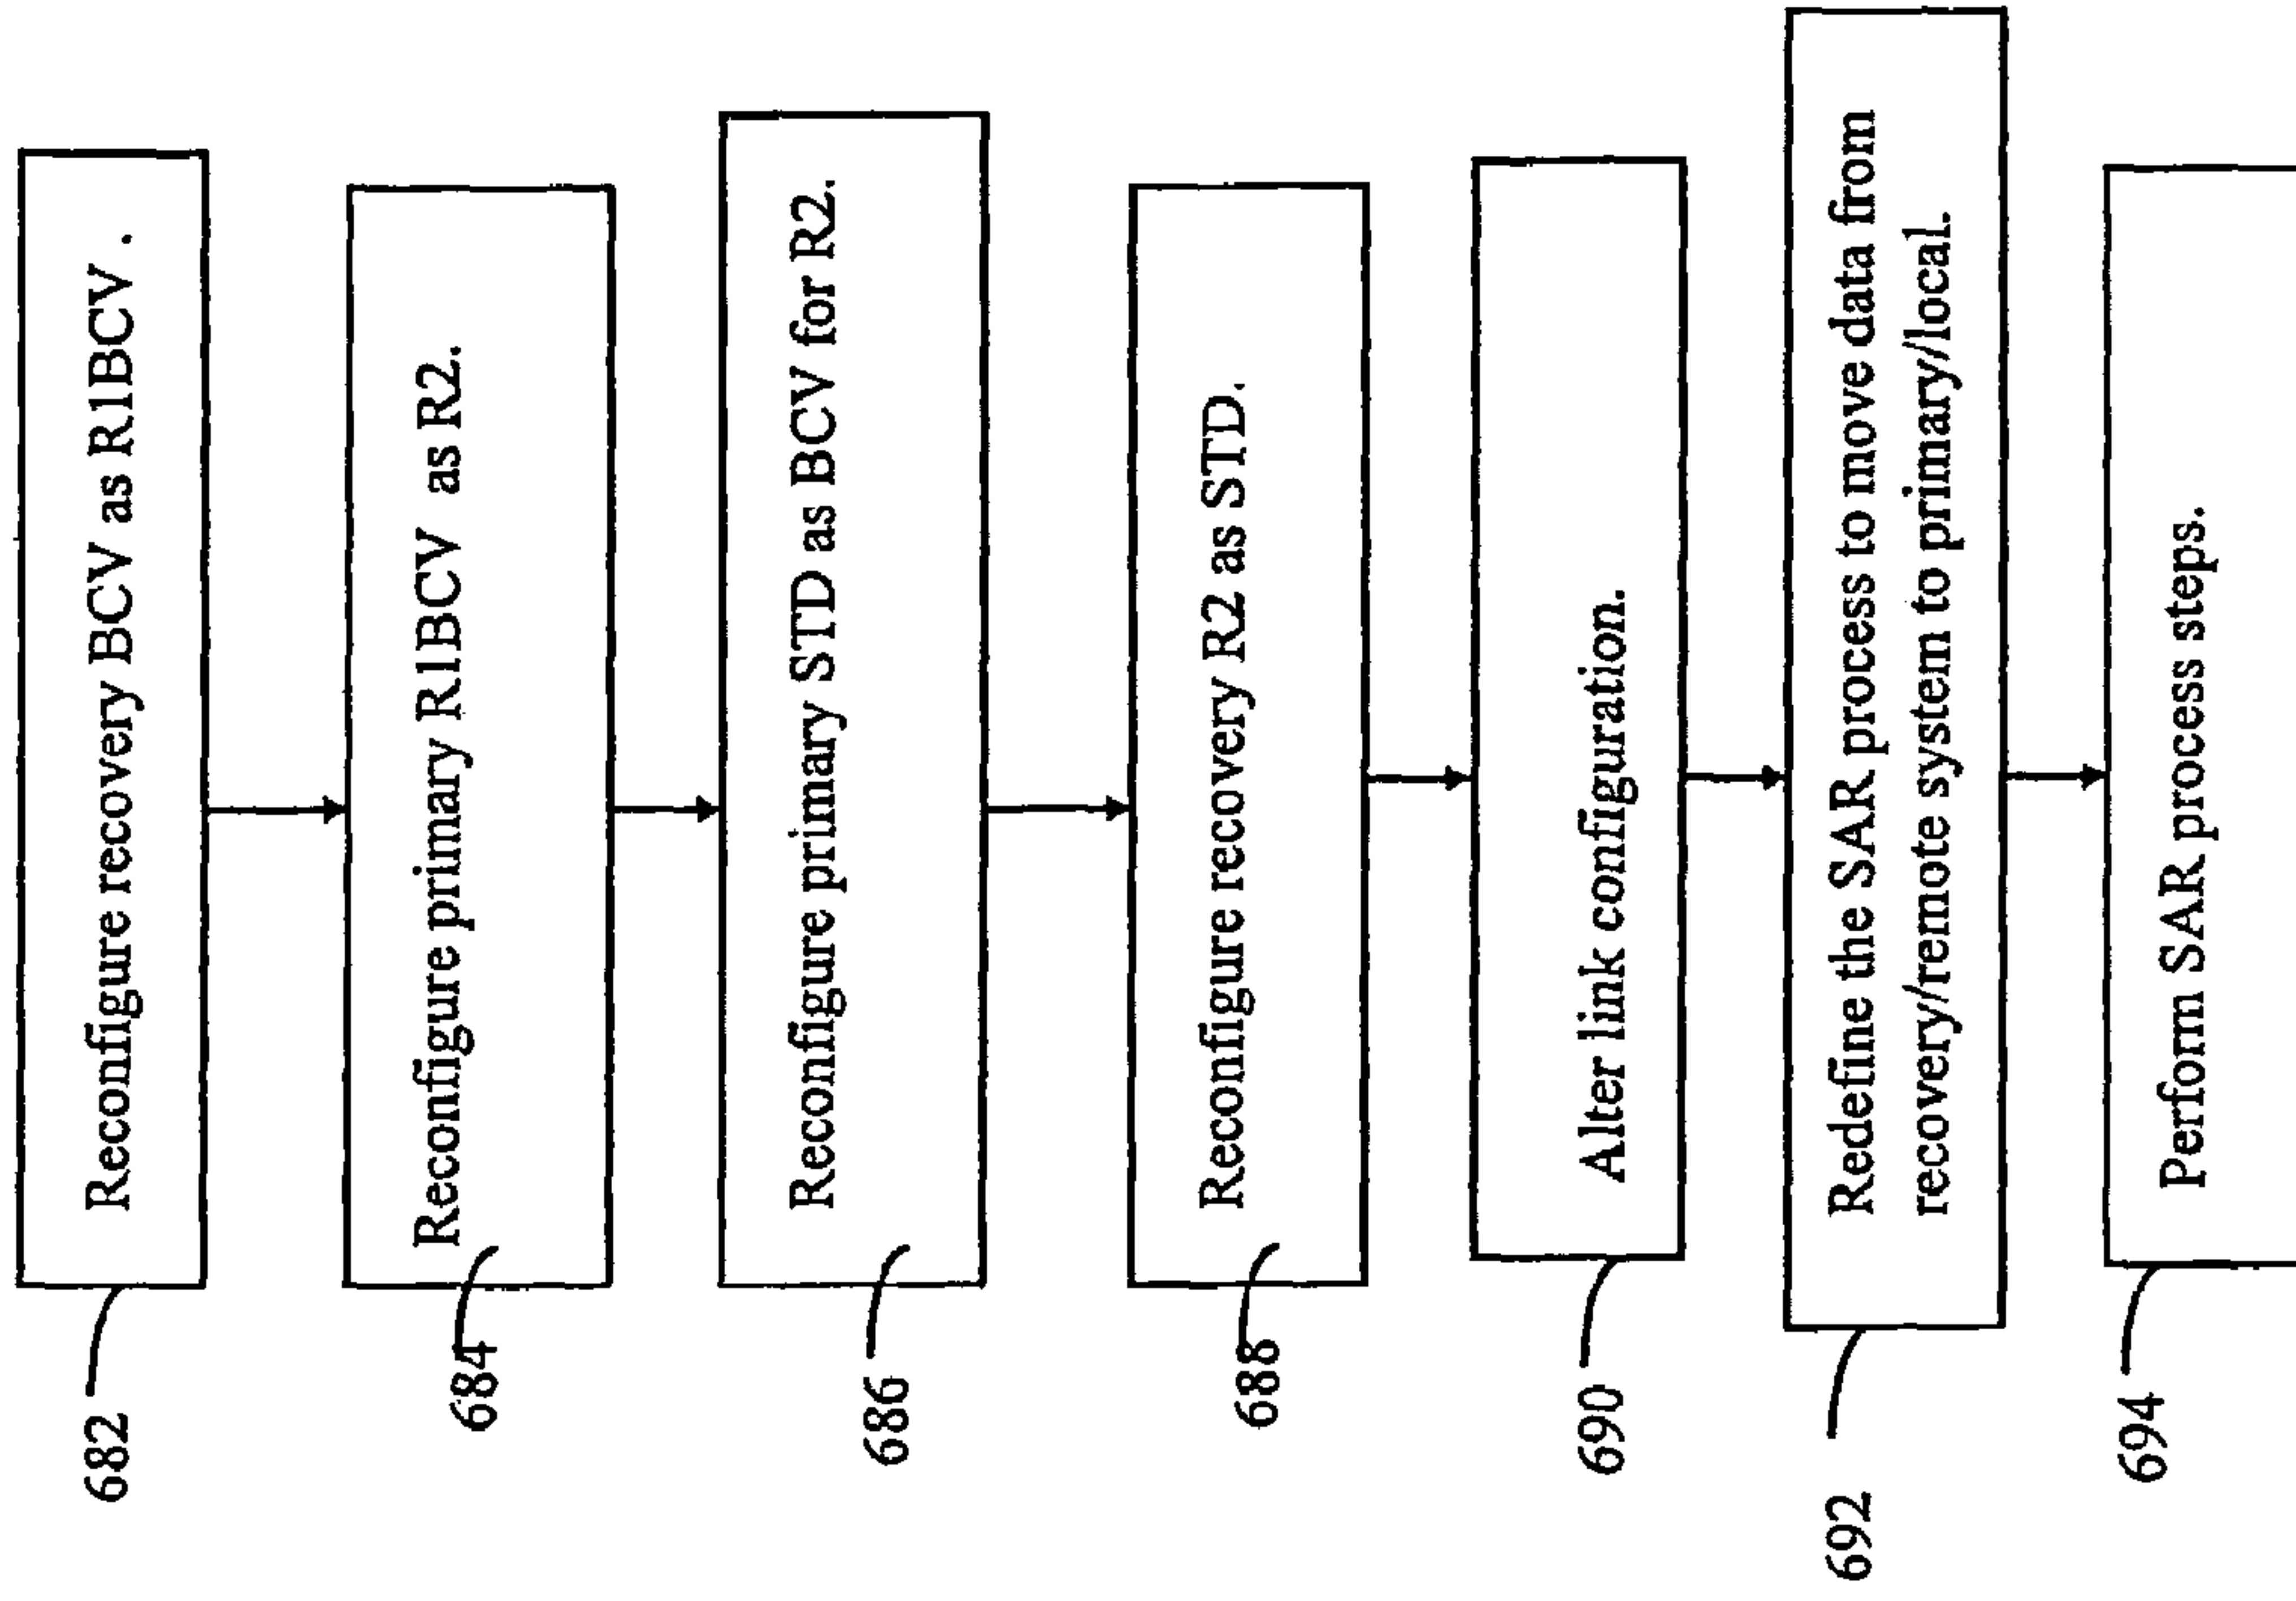 682
Reconfigure recovery BCV as R1BCV .
684
Reconfigure primary R1BCV as R2.
686
Reconfigure primary STD as BCV for R2.
688
Reconfigure recovery R2 as STD.
690
Alter link configuration.
692
Redefine the SAR process to move data from
recovery/remote system to primary/local.
694
Perform SAR process steps.